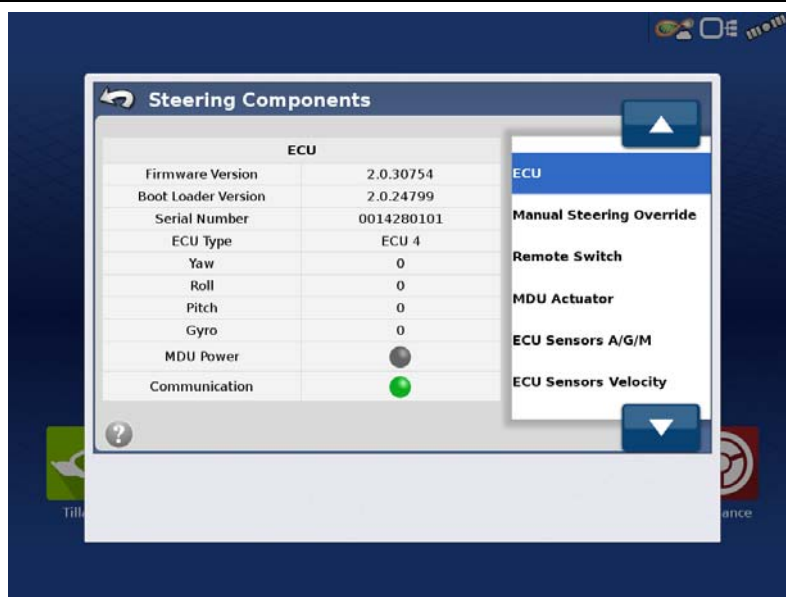 Steering Components
ECU
Firmware Version 2.0.30754
Boot Loader Version 2.0.24799
Serial Number 0014280101
ECU Type ECU 4
Yaw 0
Roll 0
Pitch 0
Gyro 0
MDU Power
Communication
?
ECU
Manual Steering Override
Remote Switch
MDU Actuator
ECU Sensors A/G/M
ECU Sensors Velocity
Till
ance